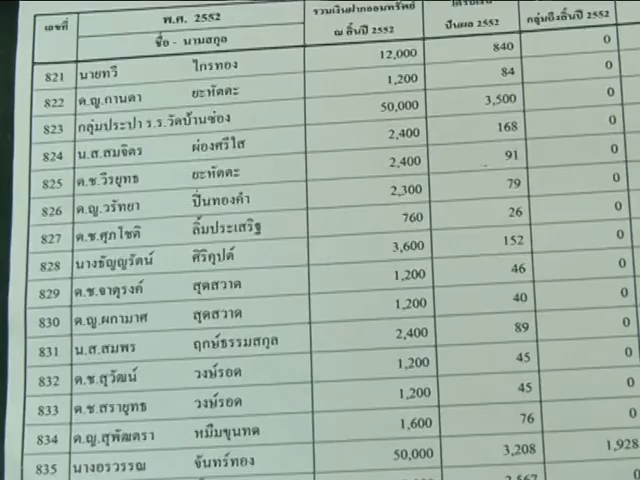 เลขที่ พ.ศ. 2552 รวมเงินฝากออมทรัพย์
ชื่อ - นามสกุล ณ สิ้นปี 2552 ปันผล 2552 กลุ่มถึงสิ้นปี 2552
821 นายทวี ไกรทอง 12,000 840 0
822 ด.ญ.กานดา ยะหัตตะ 1,200 84 0
823 กลุ่มประปา ร.ร.วัดบ้านซ่อง 50,000 3,500 0
824 น.ส.สมจิตร ผ่องศรีใส 2,400 168 0
825 ด.ช.วีรยุทธ ยะหัตตะ 2,400 91 0
826 ด.ญ.วรัทยา ปิ่นทองคำ 2,300 79 0
827 ด.ช.ศุภโชติ ลิ้มประเสริฐ 760 26 0
828 นางธัญญรัตน์ ศิริคุปต์ 3,600 152 0
829 ด.ช.จาตุรงค์ สุดสวาด 1,200 46 0
830 ด.ญ.ผกามาศ สุดสวาด 1,200 40 0
831 น.ส.สมพร ฤกษ์ธรรมสกุล 2,400 89 0
832 ด.ช.สุวัฒน์ วงษ์รอด 1,200 45 0
833 ด.ช.สรายุทธ วงษ์รอด 1,200 45 0
834 ด.ญ.สุพัฒตรา หมึมขุนทด 1,600 76 0
835 นางอรวรรณ จันทร์ทอง 50,000 3,208 1,928